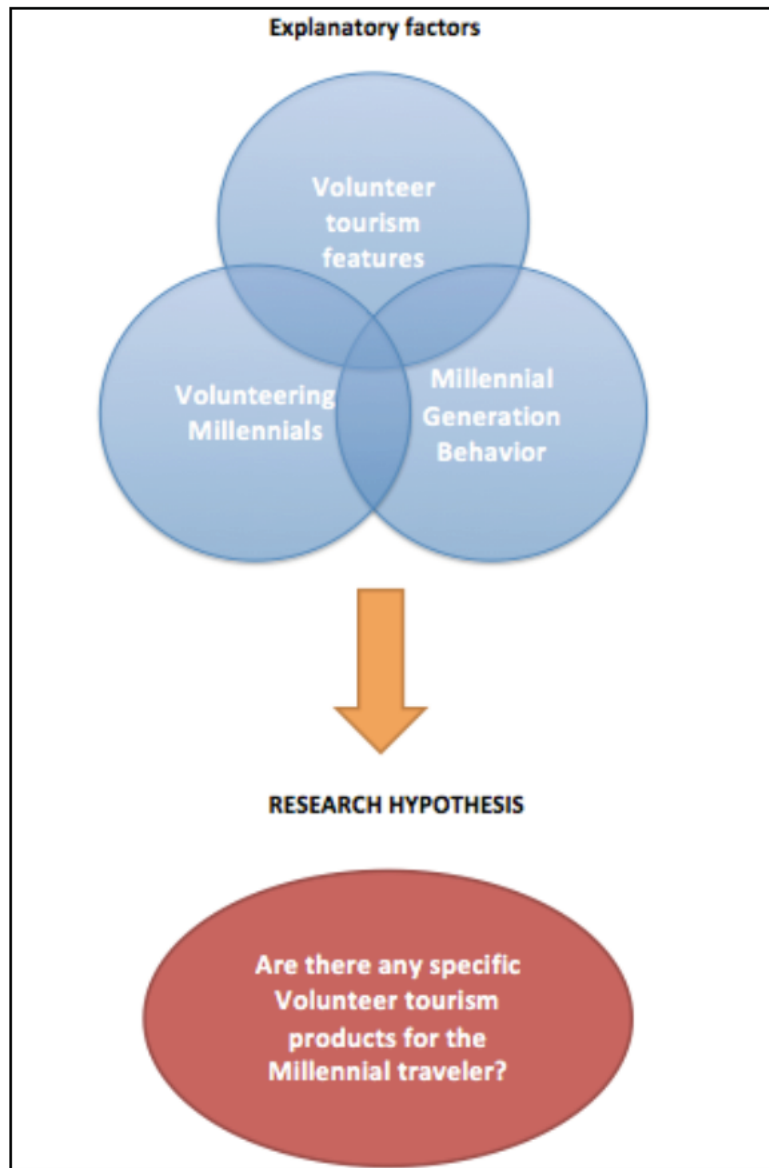 Explanatory factors
Volunteer
tourism
features
Volunteering
Millennials
Millennial
Generation
Behavior
RESEARCH HYPOTHESIS
Are there any specific
Volunteer tourism
products for the
Millennial traveler?